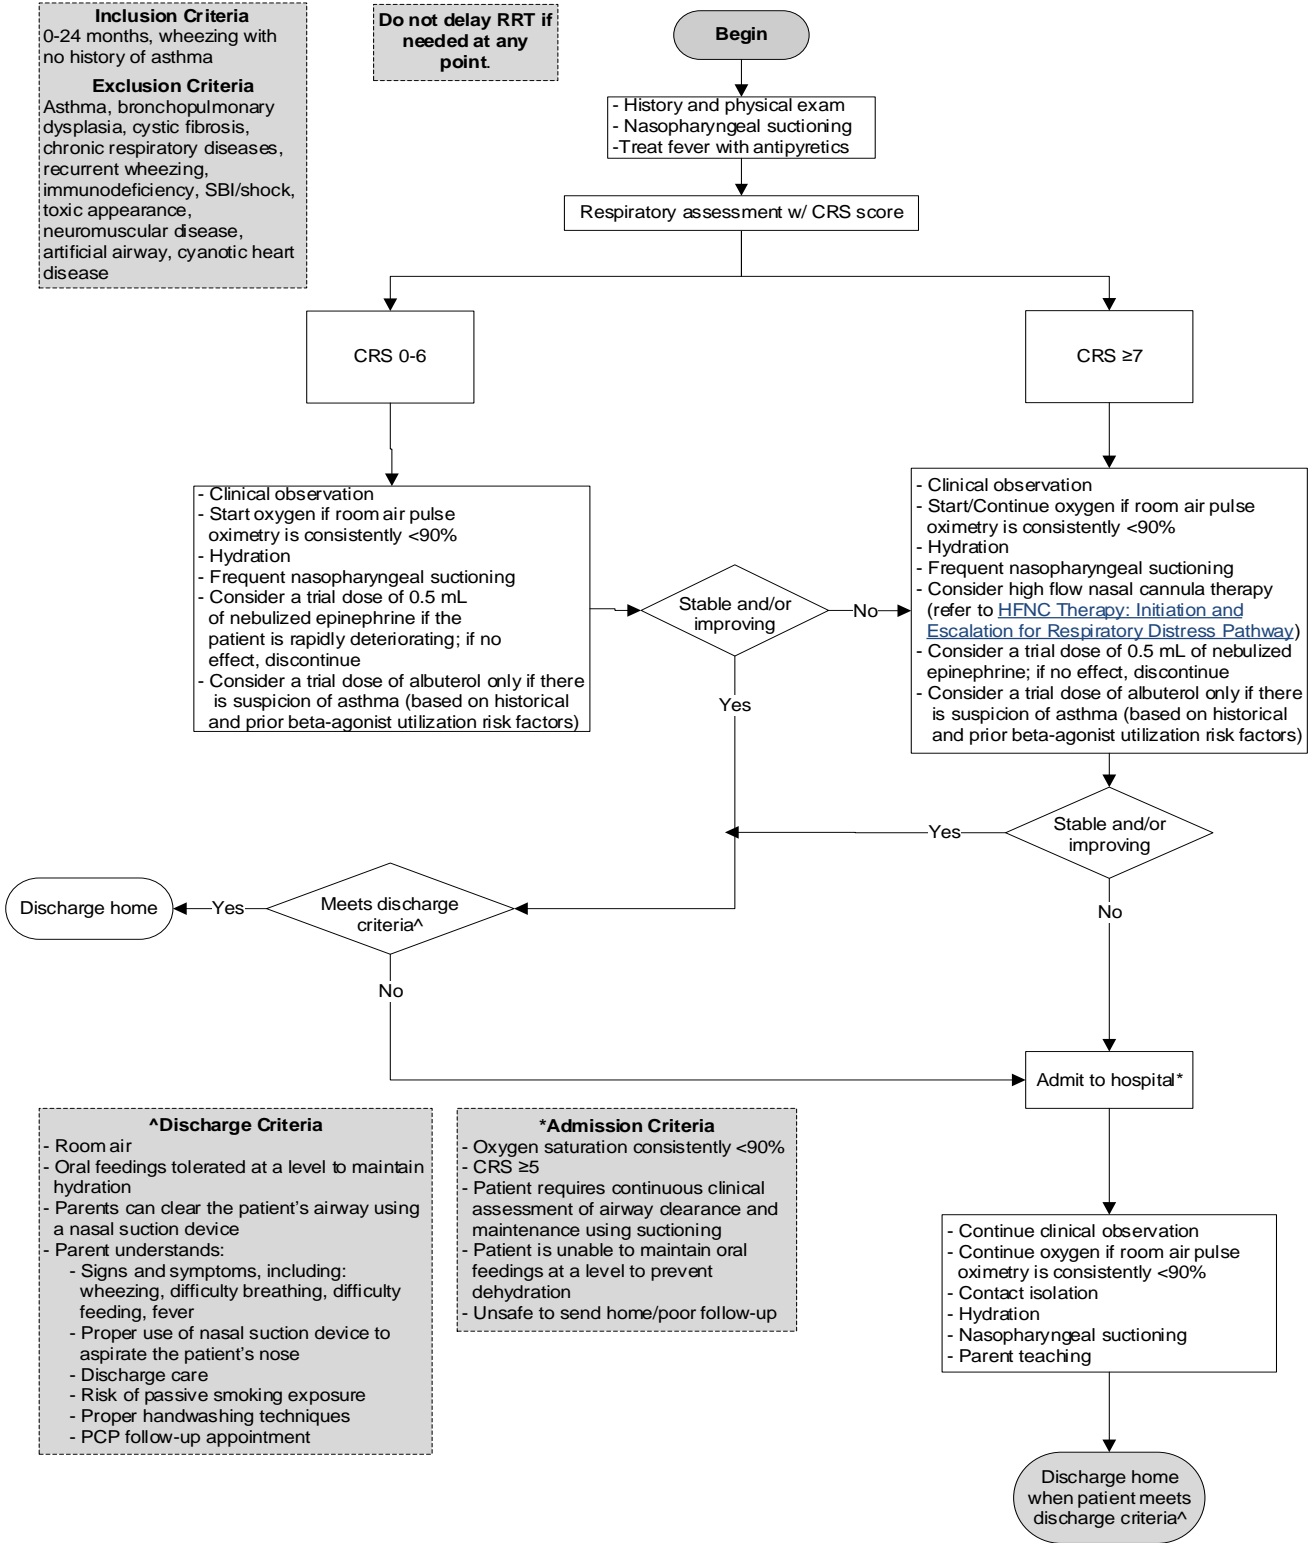 Inclusion Criteria
0-24 months, wheezing with
no history of asthma
Exclusion Criteria
Asthma, bronchopulmonary
dysplasia, cystic fibrosis,
chronic respiratory diseases,
recurrent wheezing,
immunodeficiency, SBI/shock,
toxic appearance,
neuromuscular disease,
artificial airway, cyanotic heart
disease
Do not delay RRT if
needed at any
point.
Begin
- History and physical exam
- Nasopharyngeal suctioning
-Treat fever with antipyretics
Respiratory assessment w/ CRS score
CRS 0-6
CRS ≥7
- Clinical observation
- Start oxygen if room air pulse
oximetry is consistently <90%
- Hydration
- Frequent nasopharyngeal suctioning
- Consider a trial dose of 0.5 mL
of nebulized epinephrine if the
patient is rapidly deteriorating; if no
effect, discontinue
- Consider a trial dose of albuterol only if there
is suspicion of asthma (based on historical
and prior beta-agonist utilization risk factors)
Stable and/or
improving
No
Yes
- Clinical observation
- Start/Continue oxygen if room air pulse
oximetry is consistently <90%
- Hydration
- Frequent nasopharyngeal suctioning
- Consider high flow nasal cannula therapy
(refer to HFNC Therapy: Initiation and
Escalation for Respiratory Distress Pathway)
- Consider a trial dose of 0.5 mL of nebulized
epinephrine; if no effect, discontinue
- Consider a trial dose of albuterol only if there
is suspicion of asthma (based on historical
and prior beta-agonist utilization risk factors)
Stable and/or
improving
Yes
No
Meets discharge
criteria^
Yes
Discharge home
No
Admit to hospital*
^Discharge Criteria
- Room air
- Oral feedings tolerated at a level to maintain
hydration
- Parents can clear the patient's airway using
a nasal suction device
- Parent understands:
- Signs and symptoms, including:
wheezing, difficulty breathing, difficulty
feeding, fever
- Proper use of nasal suction device to
aspirate the patient's nose
- Discharge care
- Risk of passive smoking exposure
- Proper handwashing techniques
- PCP follow-up appointment
*Admission Criteria
- Oxygen saturation consistently <90%
- CRS ≥5
- Patient requires continuous clinical
assessment of airway clearance and
maintenance using suctioning
- Patient is unable to maintain oral
feedings at a level to prevent
dehydration
- Unsafe to send home/poor follow-up
- Continue clinical observation
- Continue oxygen if room air pulse
oximetry is consistently <90%
- Contact isolation
- Hydration
- Nasopharyngeal suctioning
- Parent teaching
Discharge home
when patient meets
discharge criteria^